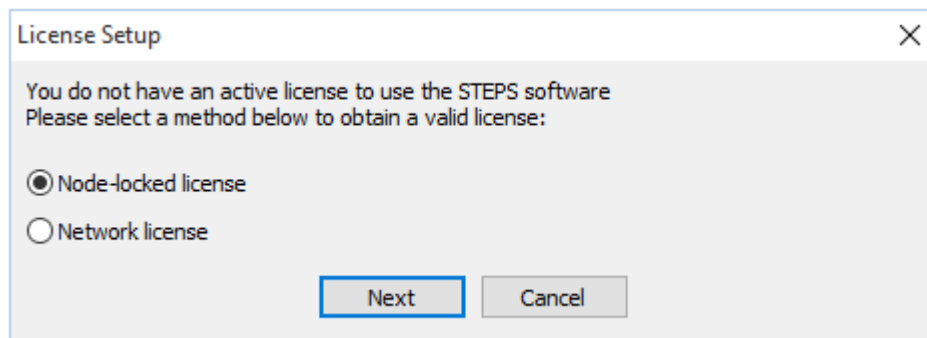 License Setup
You do not have an active license to use the STEPS software
Please select a method below to obtain a valid license:
Node-locked license
Network license
Next Cancel